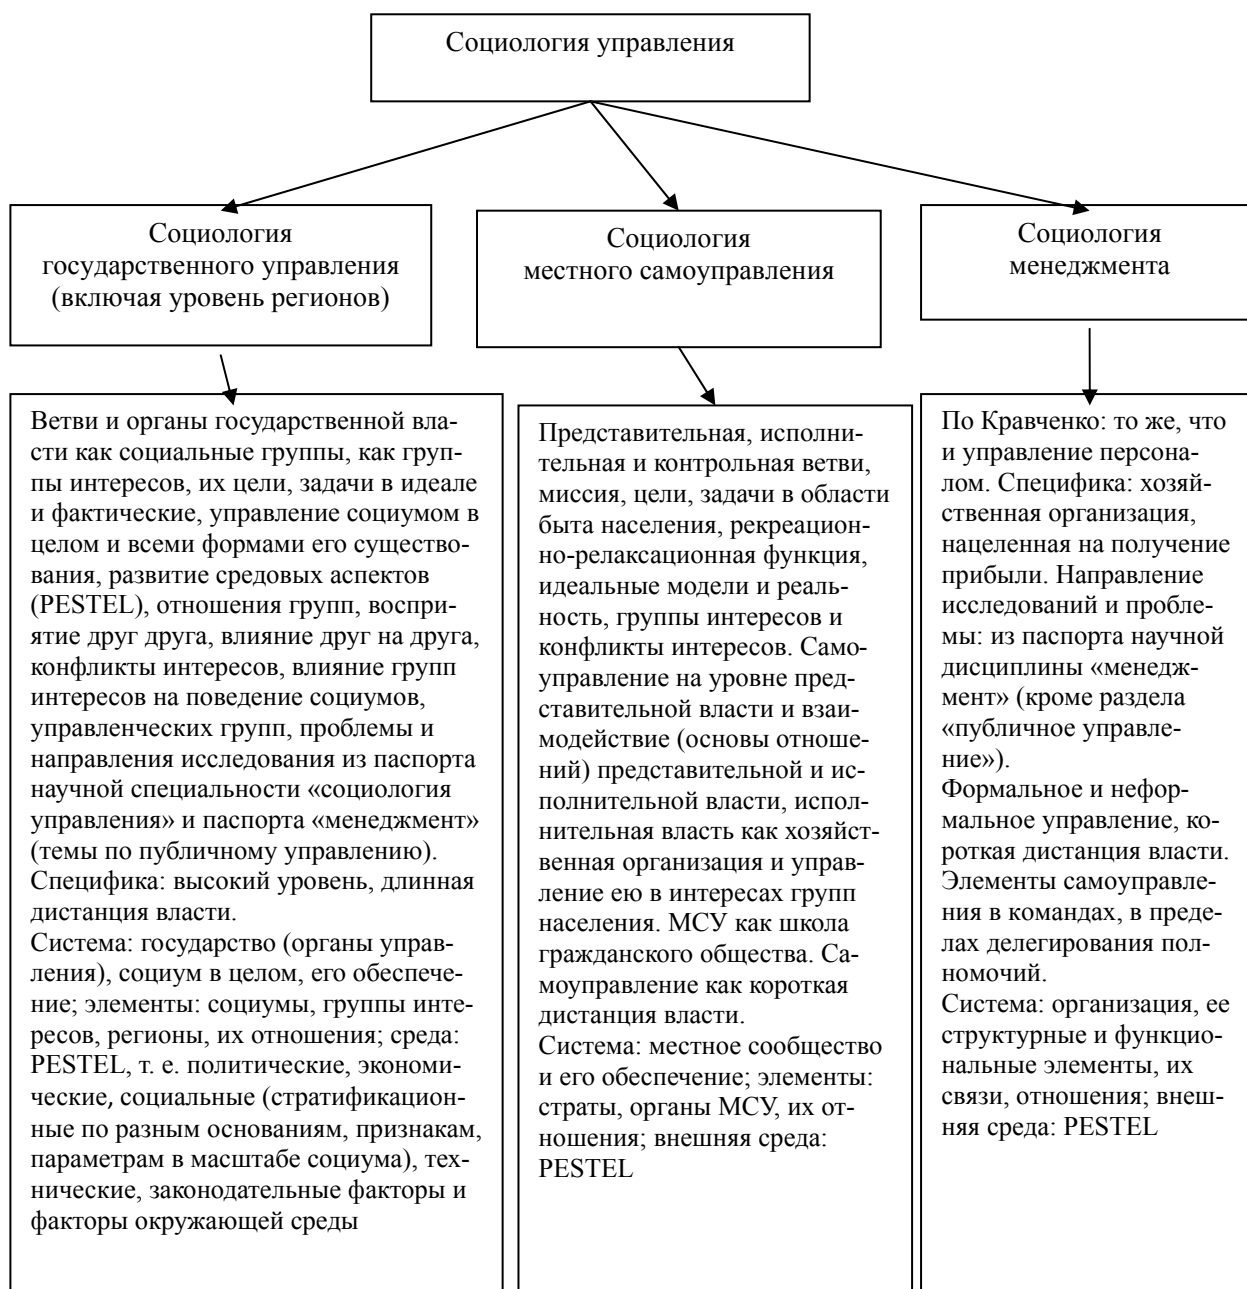 Социология управления
Социология
государственного управления
(включая уровень регионов)
Социология
местного самоуправления
Социология
менеджмента
Ветви и органы государственной вла-
сти как социальные группы, как груп-
пы интересов, их цели, задачи в идеале
и фактические, управление социумом в
целом и всеми формами его существо-
вания, развитие средовых аспектов
(PESTEL), отношения групп, воспри-
ятие друг друга, влияние друг на друга,
конфликты интересов, влияние групп
интересов на поведение социумов,
управленческих групп, проблемы и
направления исследования из паспорта
научной специальности «социология
управления» и паспорта «менеджмент»
(темы по публичному управлению).
Специфика: высокий уровень, длинная
дистанция власти.
Система: государство (органы управ-
ления), социум в целом, его обеспече-
ние; элементы: социумы, группы инте-
ресов, регионы, их отношения; среда:
PESTEL, т. е. политические, экономи-
ческие, социальные (стратификацион-
ные по разным основаниям, признакам,
параметрам в масштабе социума), тех-
нические, законодательные факторы и
факторы окружающей среды
Представительная, исполни-
тельная и контрольная ветви,
миссия, цели, задачи в области
быта населения, рекреацион-
но-релаксационная функция,
идеальные модели и реаль-
ность, группы интересов и
конфликты интересов. Само-
управление на уровне пред-
ставительной власти и взаи-
модействие (основы отноше-
ний) представительной и ис-
полнительной власти, испол-
нительная власть как хозяйст-
венная организация и управ-
ление ею в интересах групп
населения. МСУ как школа
гражданского общества. Са-
моуправление как короткая
дистанция власти.
Система: местное сообщество
и его обеспечение; элементы:
страты, органы МСУ, их от-
ношения; внешняя среда:
PESTEL
По Кравченко: то же, что
и управление персона-
лом. Специфика: хозяй-
ственная организация,
нацеленная на получение
прибыли. Направление
исследований и пробле-
мы: из паспорта научной
дисциплины «менедж-
мент» (кроме раздела
«публичное управле-
ние»).
Формальное и нефор-
мальное управление, ко-
роткая дистанция власти.
Элементы самоуправле-
ния в командах, в преде-
лах делегирования пол-
номочий.
Система: организация, ее
структурные и функцио-
нальные элементы, их
связи, отношения; внеш-
няя среда: PESTEL